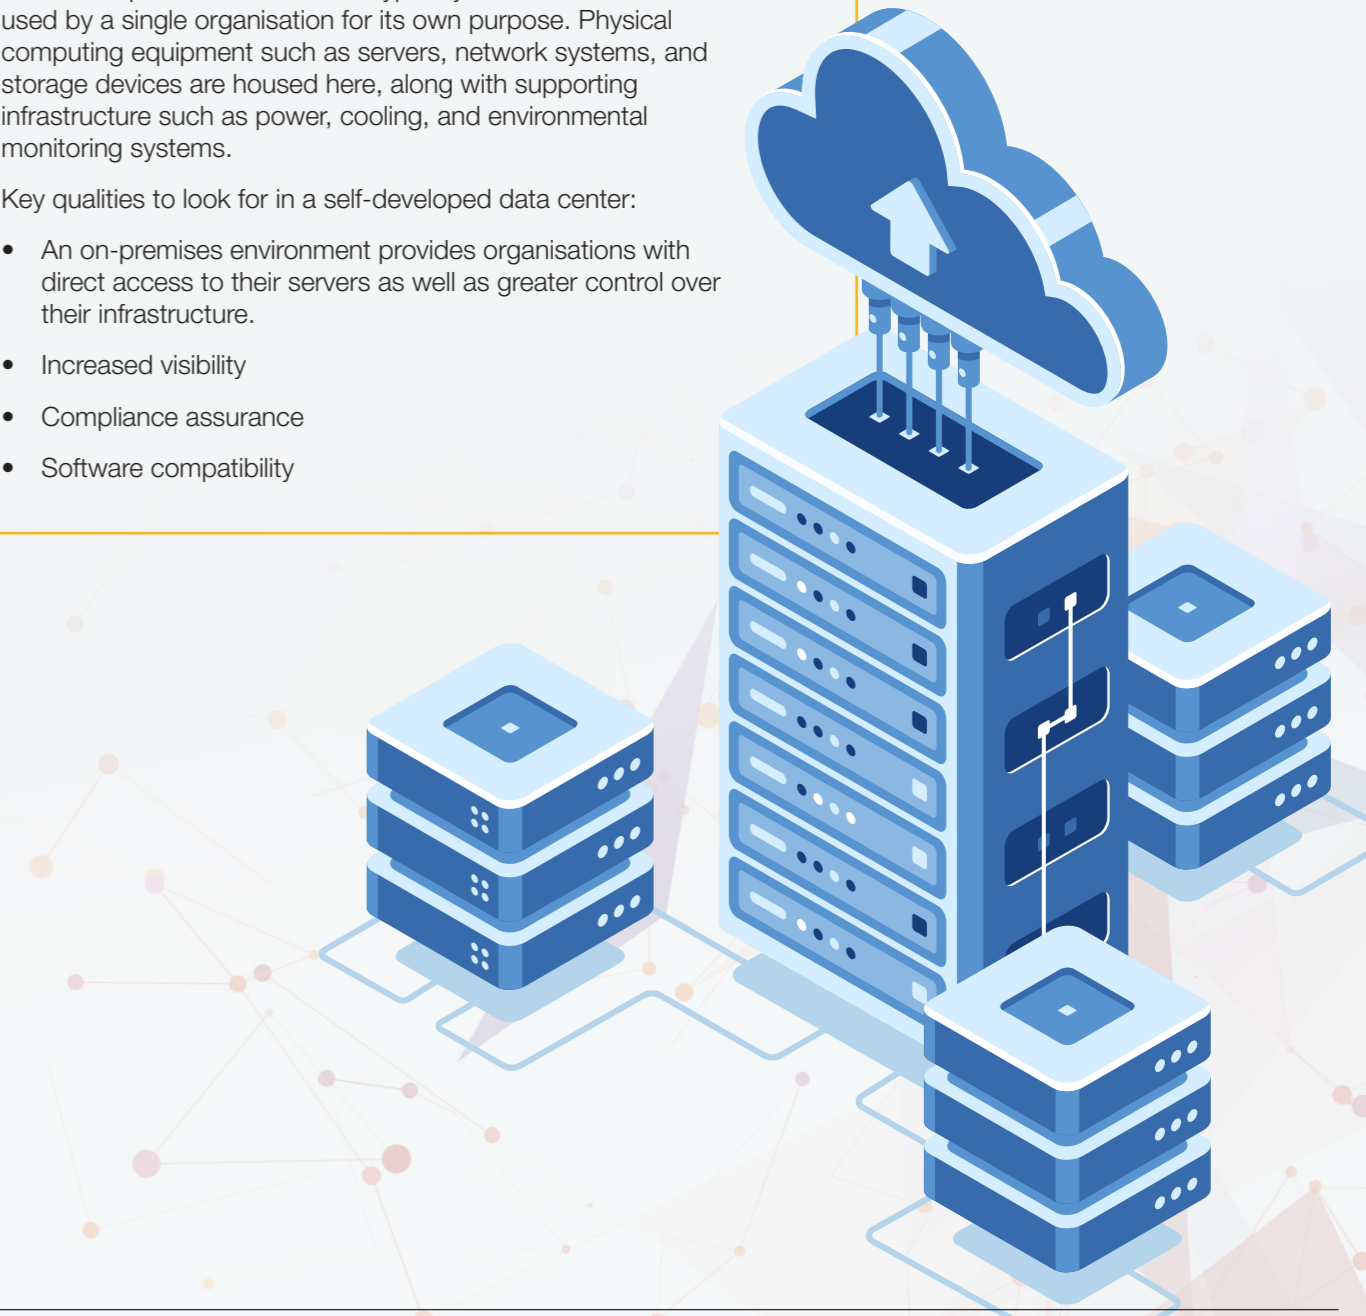 used by a single organisation for its own purpose. Physical
computing equipment such as servers, network systems, and
storage devices are housed here, along with supporting
infrastructure such as power, cooling, and environmental
monitoring systems.
Key qualities to look for in a self-developed data center:
• An on-premises environment provides organisations with
direct access to their servers as well as greater control over
their infrastructure.
• Increased visibility
• Compliance assurance
• Software compatibility